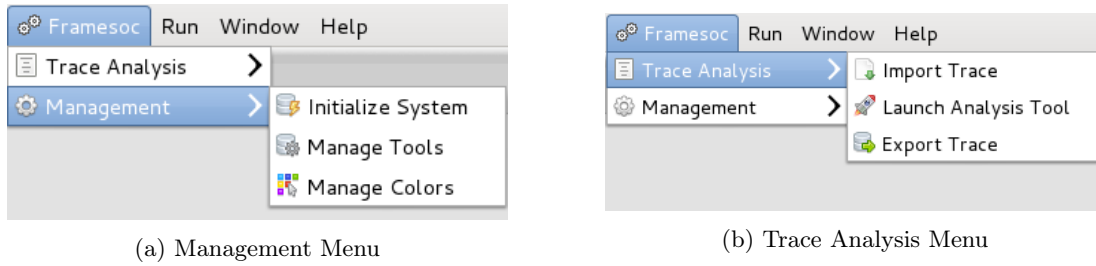 Framesoc Run Window Help
Trace Analysis
Management
Initialize System
Manage Tools
Manage Colors
(a) Management Menu
Framesoc Run Window Help
Trace Analysis
Management
Import Trace
Launch Analysis Tool
Export Trace
(b) Trace Analysis Menu